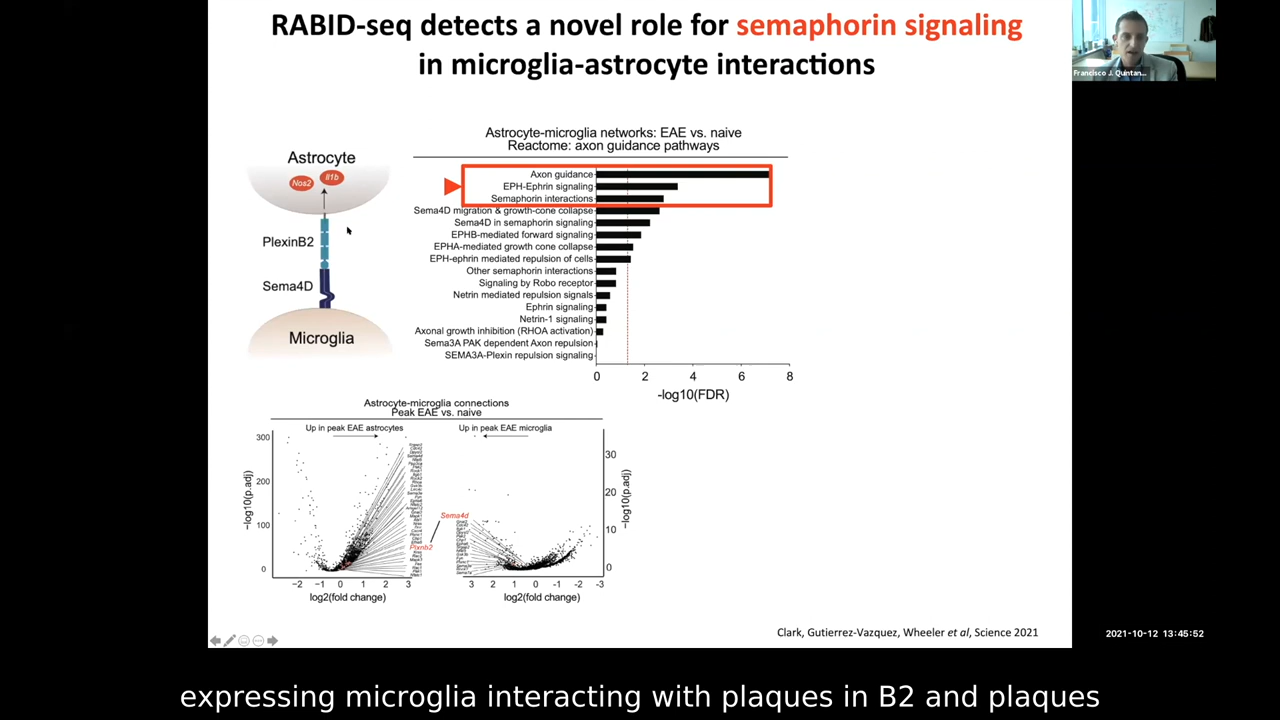 RABID-seq detects a novel role for semaphorin signaling
in microglia-astrocyte interactions
Francisco J. Quintan...
Astrocyte
Nos2
Il1b
PlexinB2
Sema4D
Microglia
Astrocyte-microglia networks: EAE vs. naive
Reactome: axon guidance pathways
Axon guidance
EPH-Ephrin signaling
Semaphorin interactions
Sema4D migration & growth-cone collapse
Sema4D in semaphorin signaling
EPHB-mediated forward signaling
EPHA-mediated growth cone collapse
EPH-ephrin mediated repulsion of cells
Other semaphorin interactions
Signaling by Robo receptor
Netrin mediated repulsion signals
Ephrin signaling
Netrin-1 signaling
Axonal growth inhibition (RHOA activation)
Sema3A PAK dependent Axon repulsion
SEMA3A-Plexin repulsion signaling
0 2 4 6 8
-log10(FDR)
Astrocyte-microglia connections
Peak EAE vs. naive
Up in peak EAE astrocytes
Up in peak EAE microglia
300
200
100
0
−log10(p.adj)
−2 −1 0 1 2 3
log2(fold change)
Sema4d
Plxnb2
30
20
10
0
−log10(p.adj)
3 2 1 0 -1 -2 -3
log2(fold change)
Clark, Gutierrez-Vazquez, Wheeler et al, Science 2021
2021-10-12 13:45:52
expressing microglia interacting with plaques in B2 and plaques